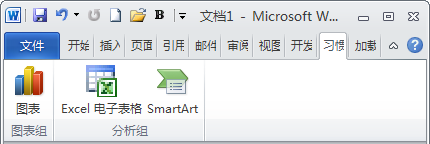 W B 文档1 - Microsoft W...
文件 开始 插入 页面 引用 邮件 审阅 视图 开发 习惯 加载
图表 Excel 电子表格 SmartArt
图表组 分析组